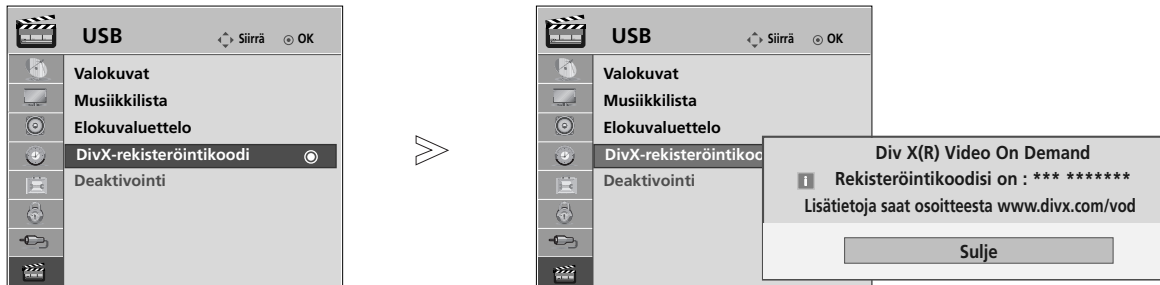 USB Siirrä OK
Valokuvat
Musiikkilista
Elokuvaluettelo
DivX-rekisteröintikoodi
Deaktivointi
USB Siirrä OK
Valokuvat
Musiikkilista
Elokuvaluettelo
DivX-rekisteröintikoo
Deaktivointi
Div X(R) Video On Demand
Rekisteröintikoodisi on : *** *******
Lisätietoja saat osoitteesta www.divx.com/vod
Sulje